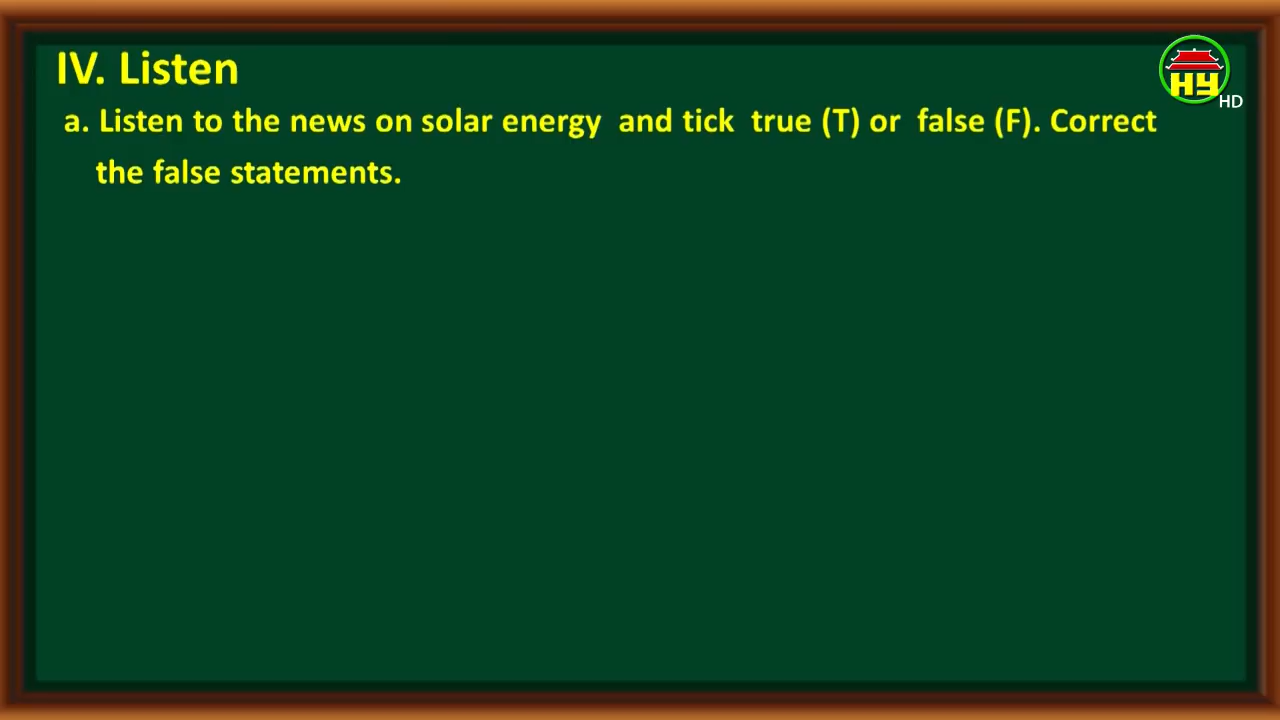 IV. Listen
HY
HD
a. Listen to the news on solar energy and tick true (T) or false (F). Correct
the false statements.